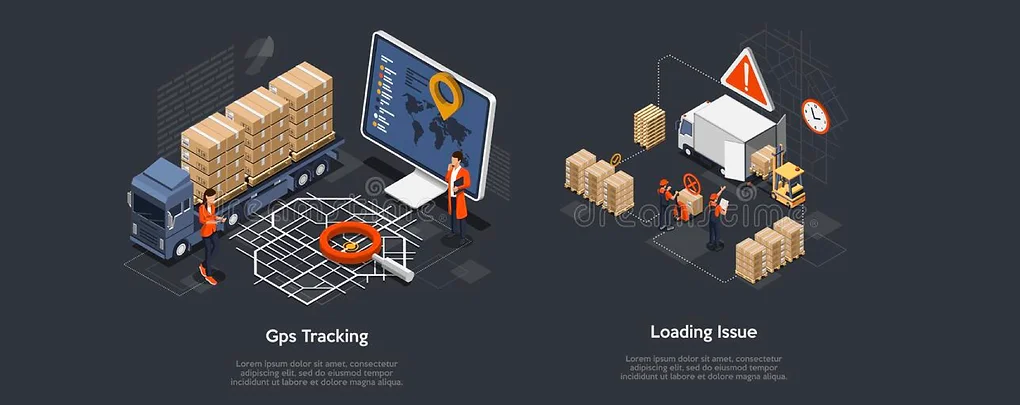 Gps Tracking
Lorem ipsum dolor sit amet, consectetur
adipiscing elit, sed do eiusmod tempor
incididunt ut labore et dolore magna aliqua.
Loading Issue
Lorem ipsum dolor sit amet, consectetur
adipiscing elit, sed do eiusmod tempor
incididunt ut labore et dolore magna aliqua.
dreamstime
dreamstime